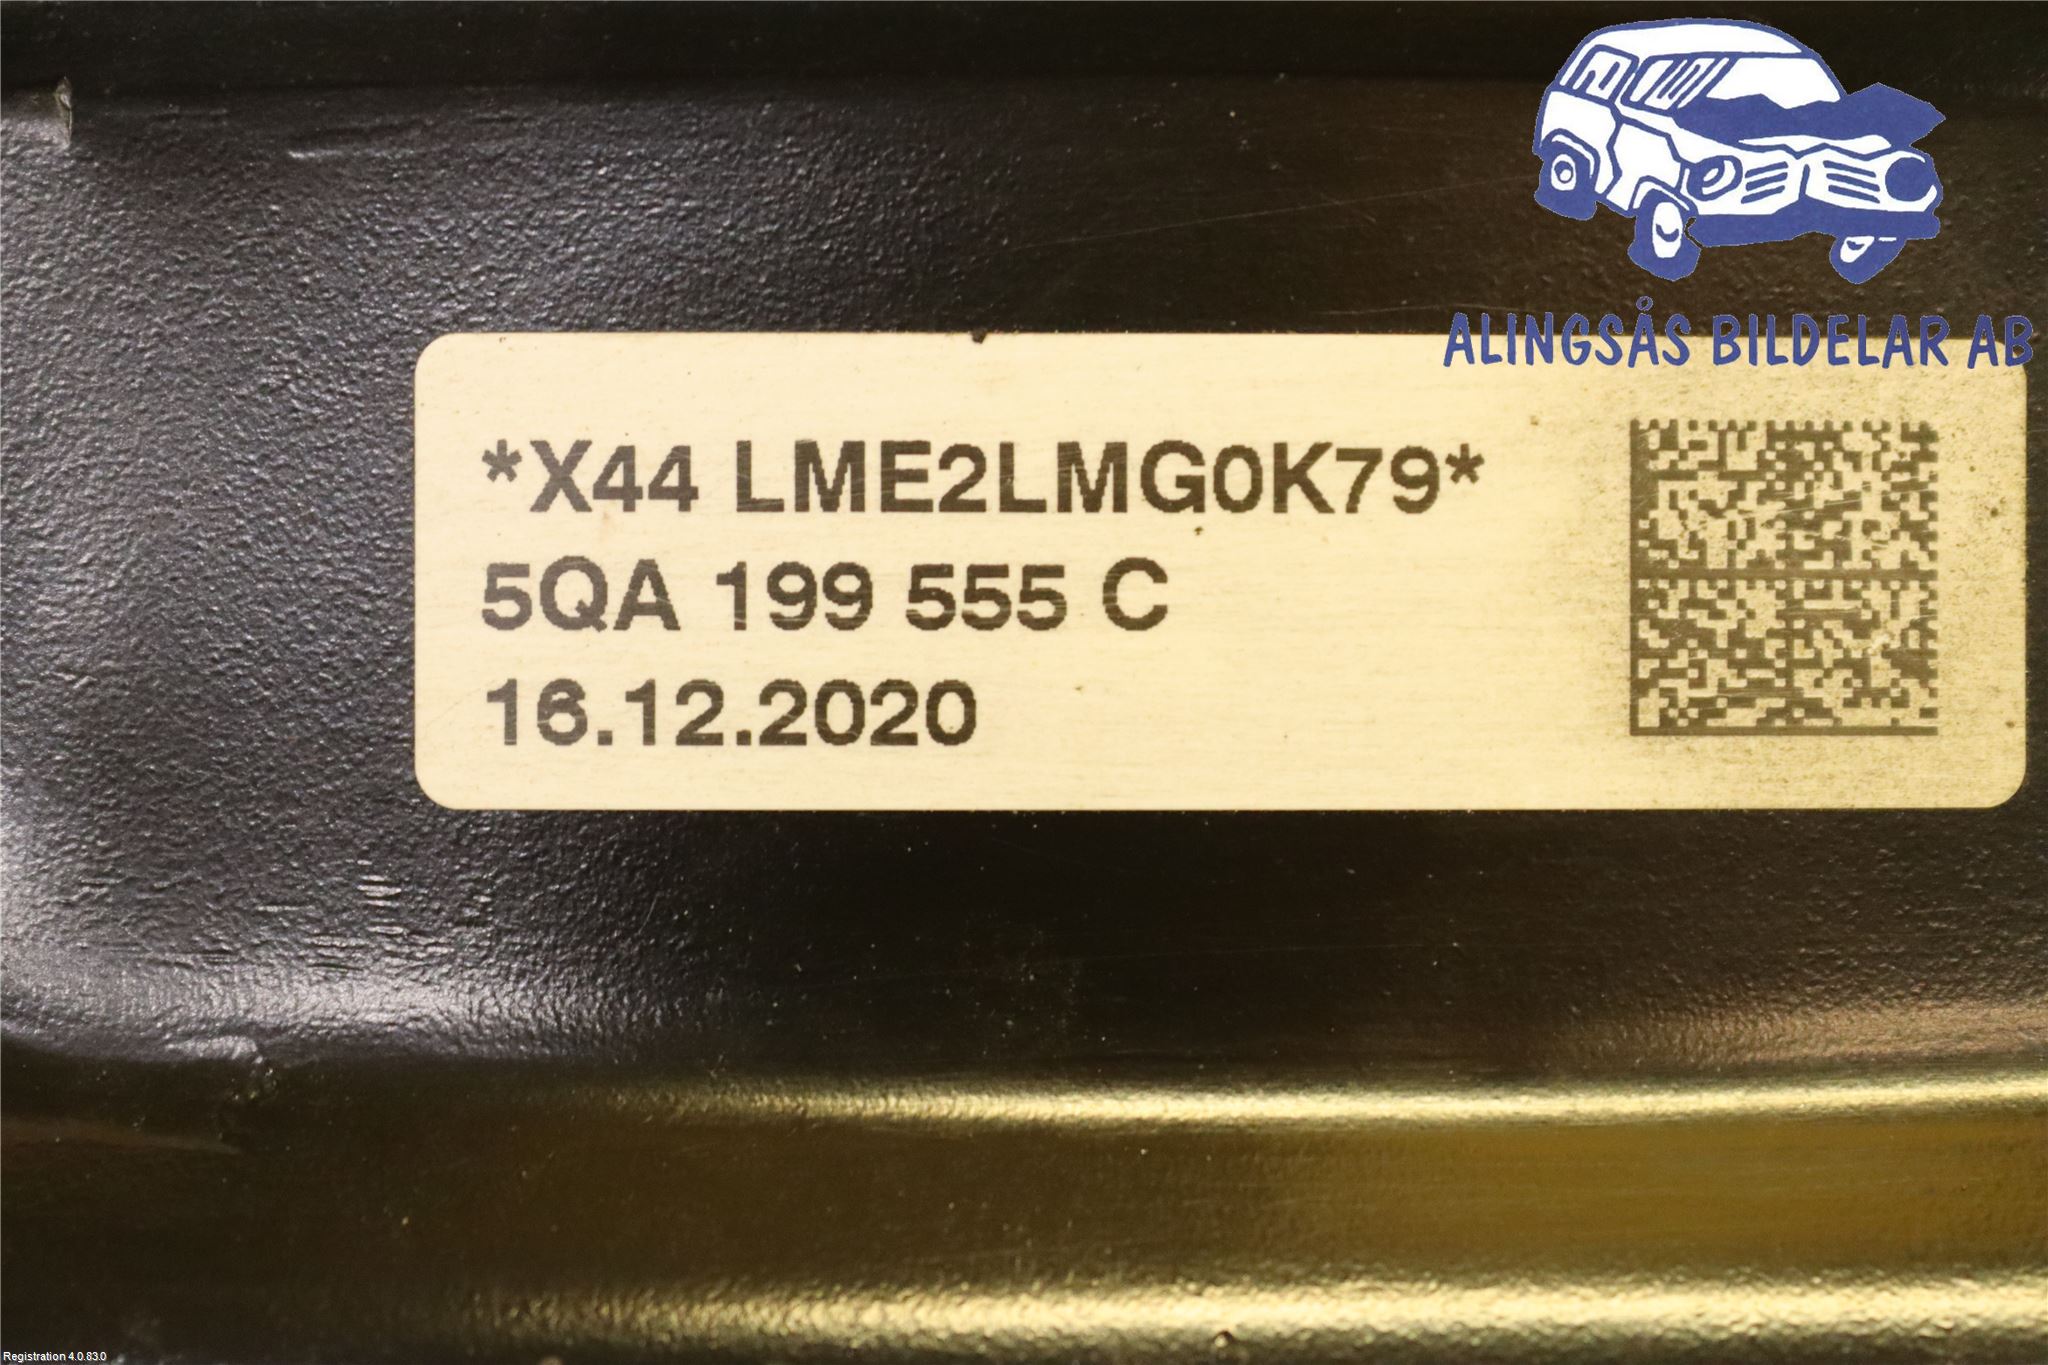 ALINGSÅS BILDELAR AB
*X44 LME2LMG0K79*
5QA 199 555 C
16.12.2020
Registration 4.0.83.0